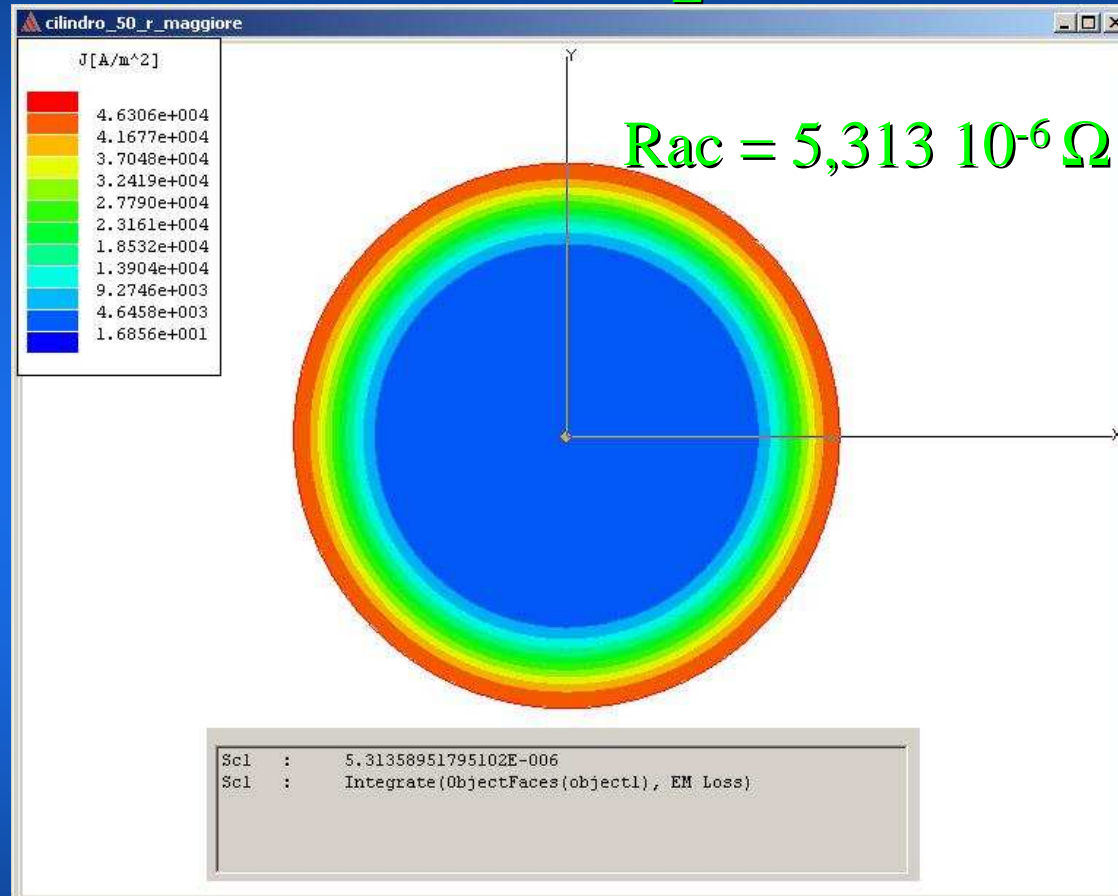 cilindro_50_r_maggiore
J[A/m^2]
4.6306e+004
4.1677e+004
3.7048e+004
3.2419e+004
2.7790e+004
2.3161e+004
1.8532e+004
1.3904e+004
9.2746e+003
4.6458e+003
1.6856e+001
Y
Rac = 5,313 10-6 Ω
X
Scl : 5.31358951795102E-006
Scl : Integrate(ObjectFaces(object1), EM Loss)